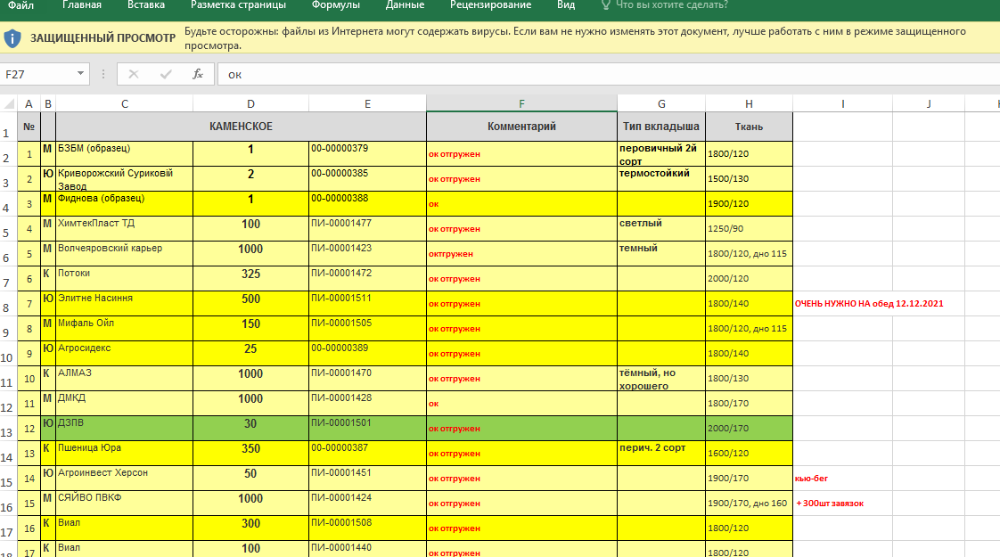 Файл Главная Вставка Разметка страницы Формулы Данные Рецензирование Вид Что вы хотите сделать?
ЗАЩИЩЕННЫЙ ПРОСМОТР Будьте осторожны: файлы из Интернета могут содержать вирусы. Если вам не нужно изменять этот документ, лучше работать с ним в режиме защищенного
просмотра.
F27 fx ок
A B C D E F G H I J
1 № КАМЕНСКОЕ Комментарий Тип вкладыша Ткань
2 1 М БЗБМ (образец) 1 00-00000379 ок отгружен перовичный 2й 1800/120
сорт
3 2 Ю Криворожский Суриковій 2 00-00000385 ок отгружен термостойкий 1500/130
Завод
4 3 М Фиднова (образец) 1 00-00000388 ок 1900/120
5 4 М ХимтекПласт ТД 100 ПИ-00001477 ок отгружен светлый 1250/90
6 5 М Волчеяровский карьер 1000 ПИ-00001423 октгружен темный 1800/120, дно 115
7 6 К Потоки 325 ПИ-00001472 ок отгружен 2000/120
8 7 Ю Элитне Насиння 500 ПИ-00001511 ок отгружен 1800/140 ОЧЕНЬ НУЖНО НА обед 12.12.2021
9 8 М Мифаль Ойл 150 ПИ-00001505 ок отгружен 1800/120, дно 115
10 9 Ю Агросидекс 25 00-00000389 ок отгружен 1800/140
11 10 К АЛМАЗ 1000 ПИ-00001470 ок отгружен тёмный, но 1800/130
хорошего
12 11 М ДМКД 1000 ПИ-00001428 ок 1800/170
13 12 Ю ДЗПВ 30 ПИ-00001501 ок отгружен 2000/170
14 13 К Пшеница Юра 350 00-00000387 ок отгружен перич. 2 сорт 1600/120
15 14 Ю Агроинвест Херсон 50 ПИ-00001451 ок отгружен 1900/170 кью-бег
16 15 М СЯЙВО ПВКФ 1000 ПИ-00001424 ок отгружен 1900/170, дно 160 +300шт завязок
17 16 К Виал 300 ПИ-00001508 ок отгружен 1800/120
18 17 К Виал 100 ПИ-00001440 ок отгружен 1800/120